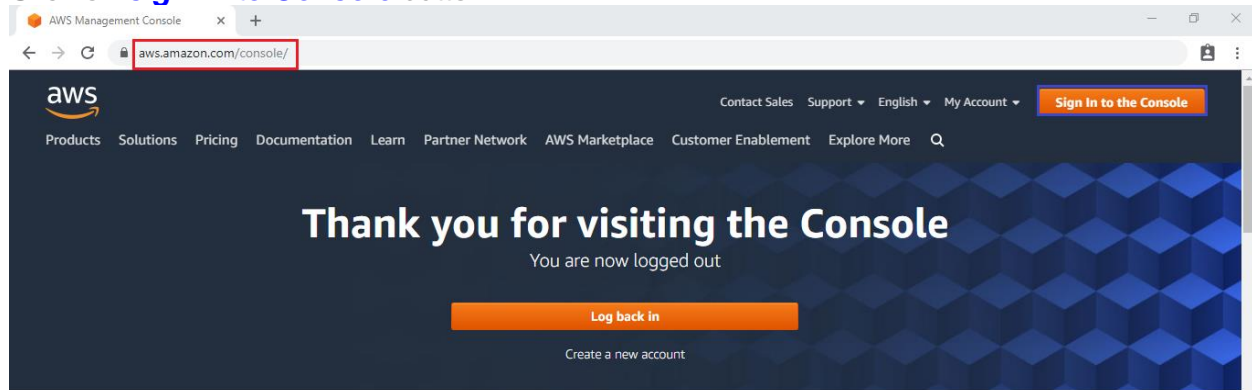 AWS Management Console
aws.amazon.com/console/
aws
Contact Sales Support English My Account Sign In to the Console
Products Solutions Pricing Documentation Learn Partner Network AWS Marketplace Customer Enablement Explore More
Thank you for visiting the Console
You are now logged out
Log back in
Create a new account